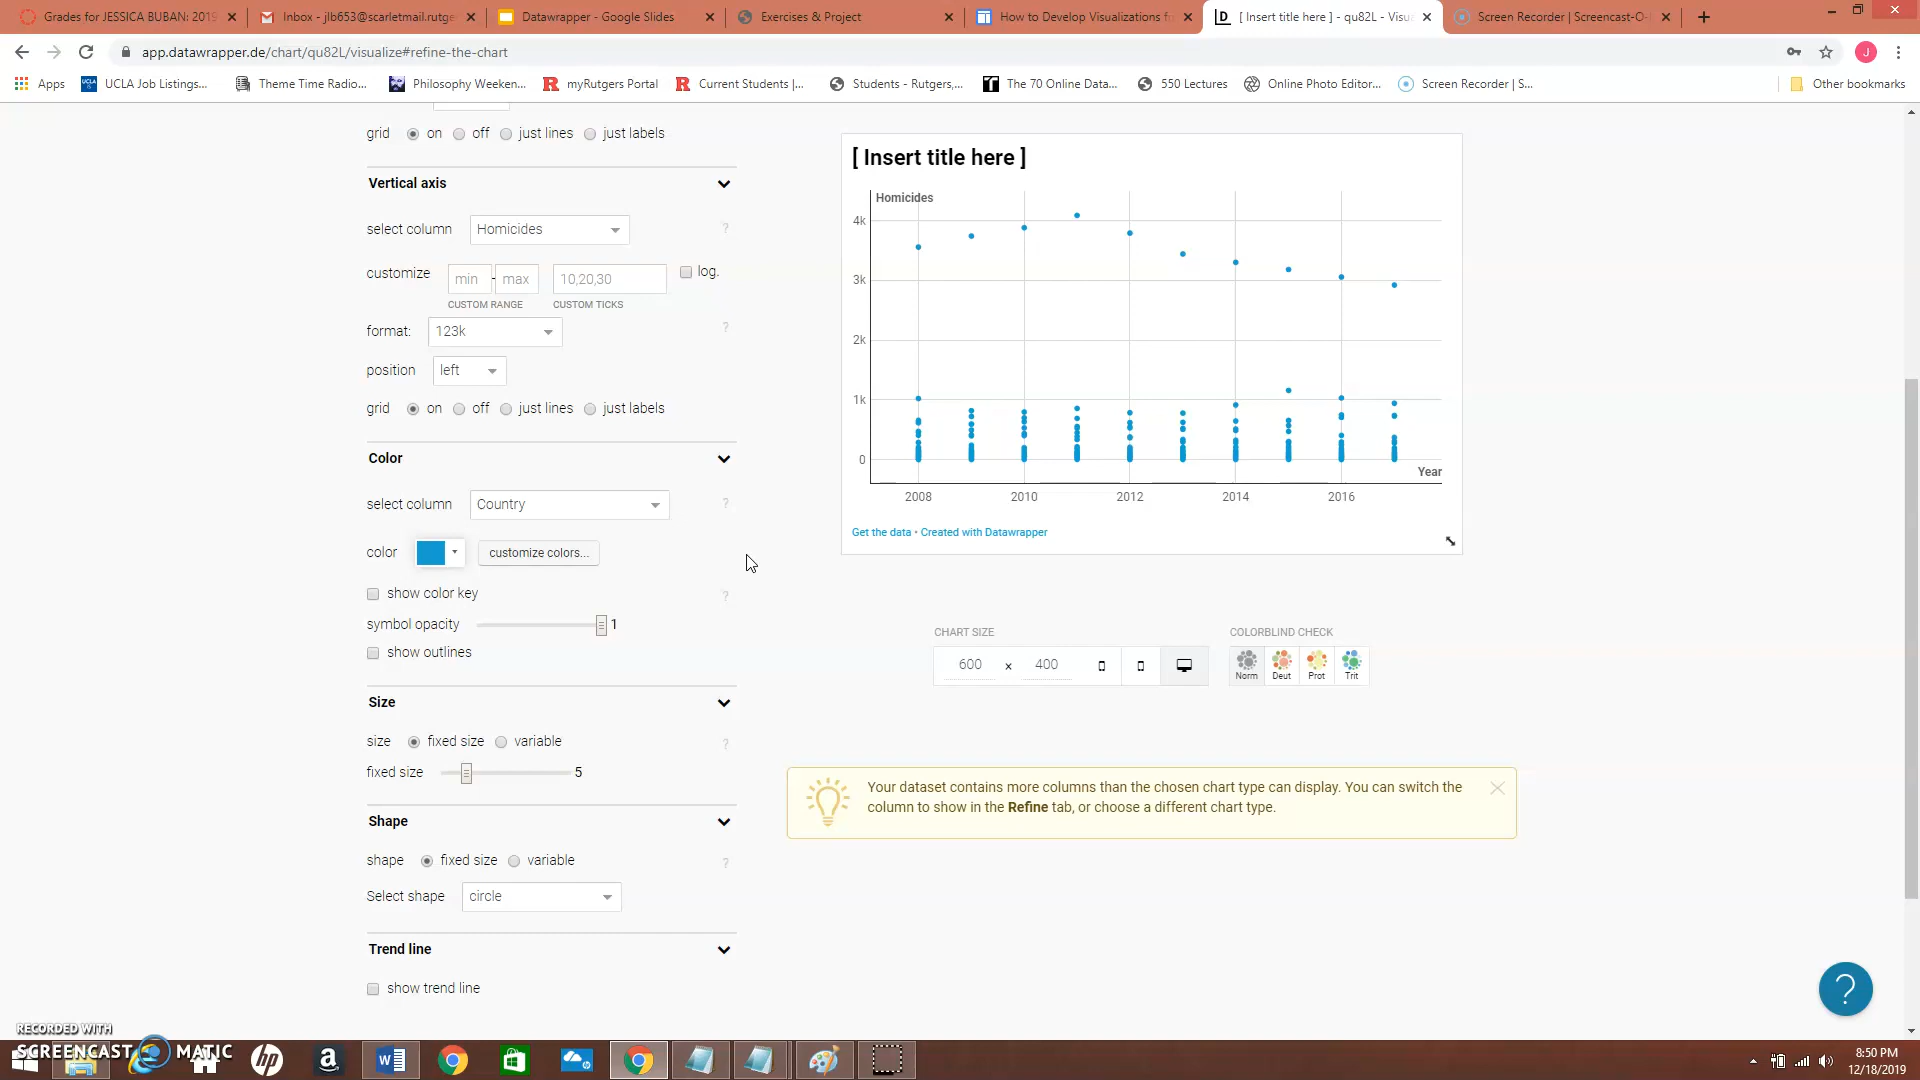 Grades for JESSICA BUBAN: 2019
Inbox - jlb653@scarletmail.rutge
Datawrapper - Google Slides
Exercises & Project
How to Develop Visualizations fo
[ Insert title here ] - qu82L - Visua
Screen Recorder | Screencast-O-
app.datawrapper.de/chart/qu82L/visualize#refine-the-chart
J
Apps
UCLA Job Listings...
Theme Time Radio...
Philosophy Weeken...
myRutgers Portal
Current Students |...
Students - Rutgers,...
The 70 Online Data...
550 Lectures
Online Photo Editor...
Screen Recorder | S...
Other bookmarks
grid on off just lines just labels
Vertical axis
select column Homicides ?
customize min - max 10,20,30 log.
CUSTOM RANGE CUSTOM TICKS
format: 123k ?
position left
grid on off just lines just labels
Color
select column Country ?
color customize colors...
show color key ?
symbol opacity 1
show outlines
Size
size fixed size variable ?
fixed size 5
Shape
shape fixed size variable ?
Select shape circle
Trend line
show trend line
[ Insert title here ]
Homicides
4k
3k
2k
1k
0
Year
2008 2010 2012 2014 2016
Get the data • Created with Datawrapper
CHART SIZE
600 x 400
COLORBLIND CHECK
Norm Deut Prot Trit
Your dataset contains more columns than the chosen chart type can display. You can switch the
column to show in the Refine tab, or choose a different chart type.
?
RECORDED WITH
SCREENCAST MATIC
8:50 PM
12/18/2019